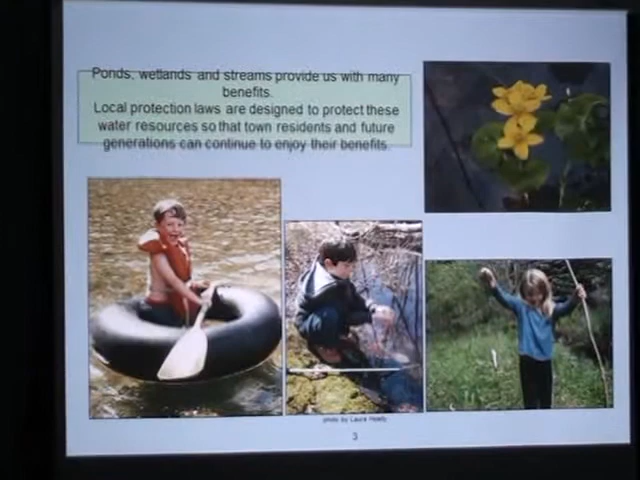 Ponds, wetlands and streams provide us with many
benefits.
Local protection laws are designed to protect these
water resources so that town residents and future
generations can continue to enjoy their benefits.
photo by Laura Heady
3